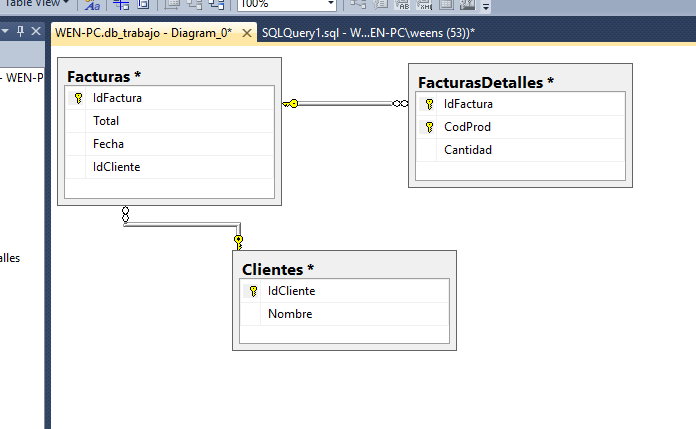 Table View
100%
WEN-PC.db_trabajo - Diagram_0*
SQLQuery1.sql - W...EN-PC\weens (53))*
- WEN-P
Facturas *
IdFactura
Total
Fecha
IdCliente
FacturasDetalles *
IdFactura
CodProd
Cantidad
alles
Clientes *
IdCliente
Nombre